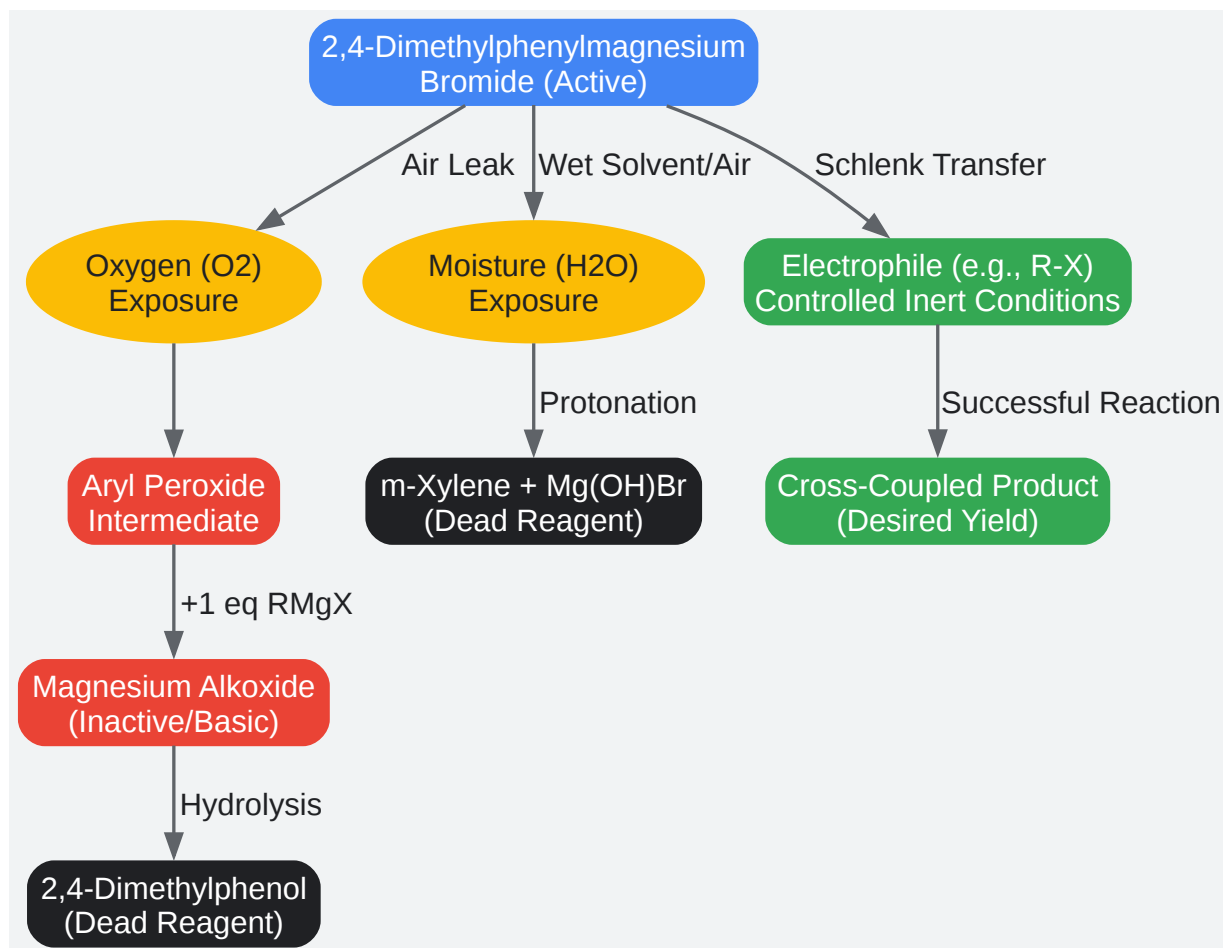 2,4-Dimethylphenylmagnesium
Bromide (Active)
Air Leak
Wet Solvent/Air
Schlenk Transfer
Oxygen (O2)
Exposure
Moisture (H2O)
Exposure
Electrophile (e.g., R-X)
Controlled Inert Conditions
Protonation
Successful Reaction
Aryl Peroxide
Intermediate
m-Xylene + Mg(OH)Br
(Dead Reagent)
Cross-Coupled Product
(Desired Yield)
+1 eq RMgX
Magnesium Alkoxide
(Inactive/Basic)
Hydrolysis
2,4-Dimethylphenol
(Dead Reagent)